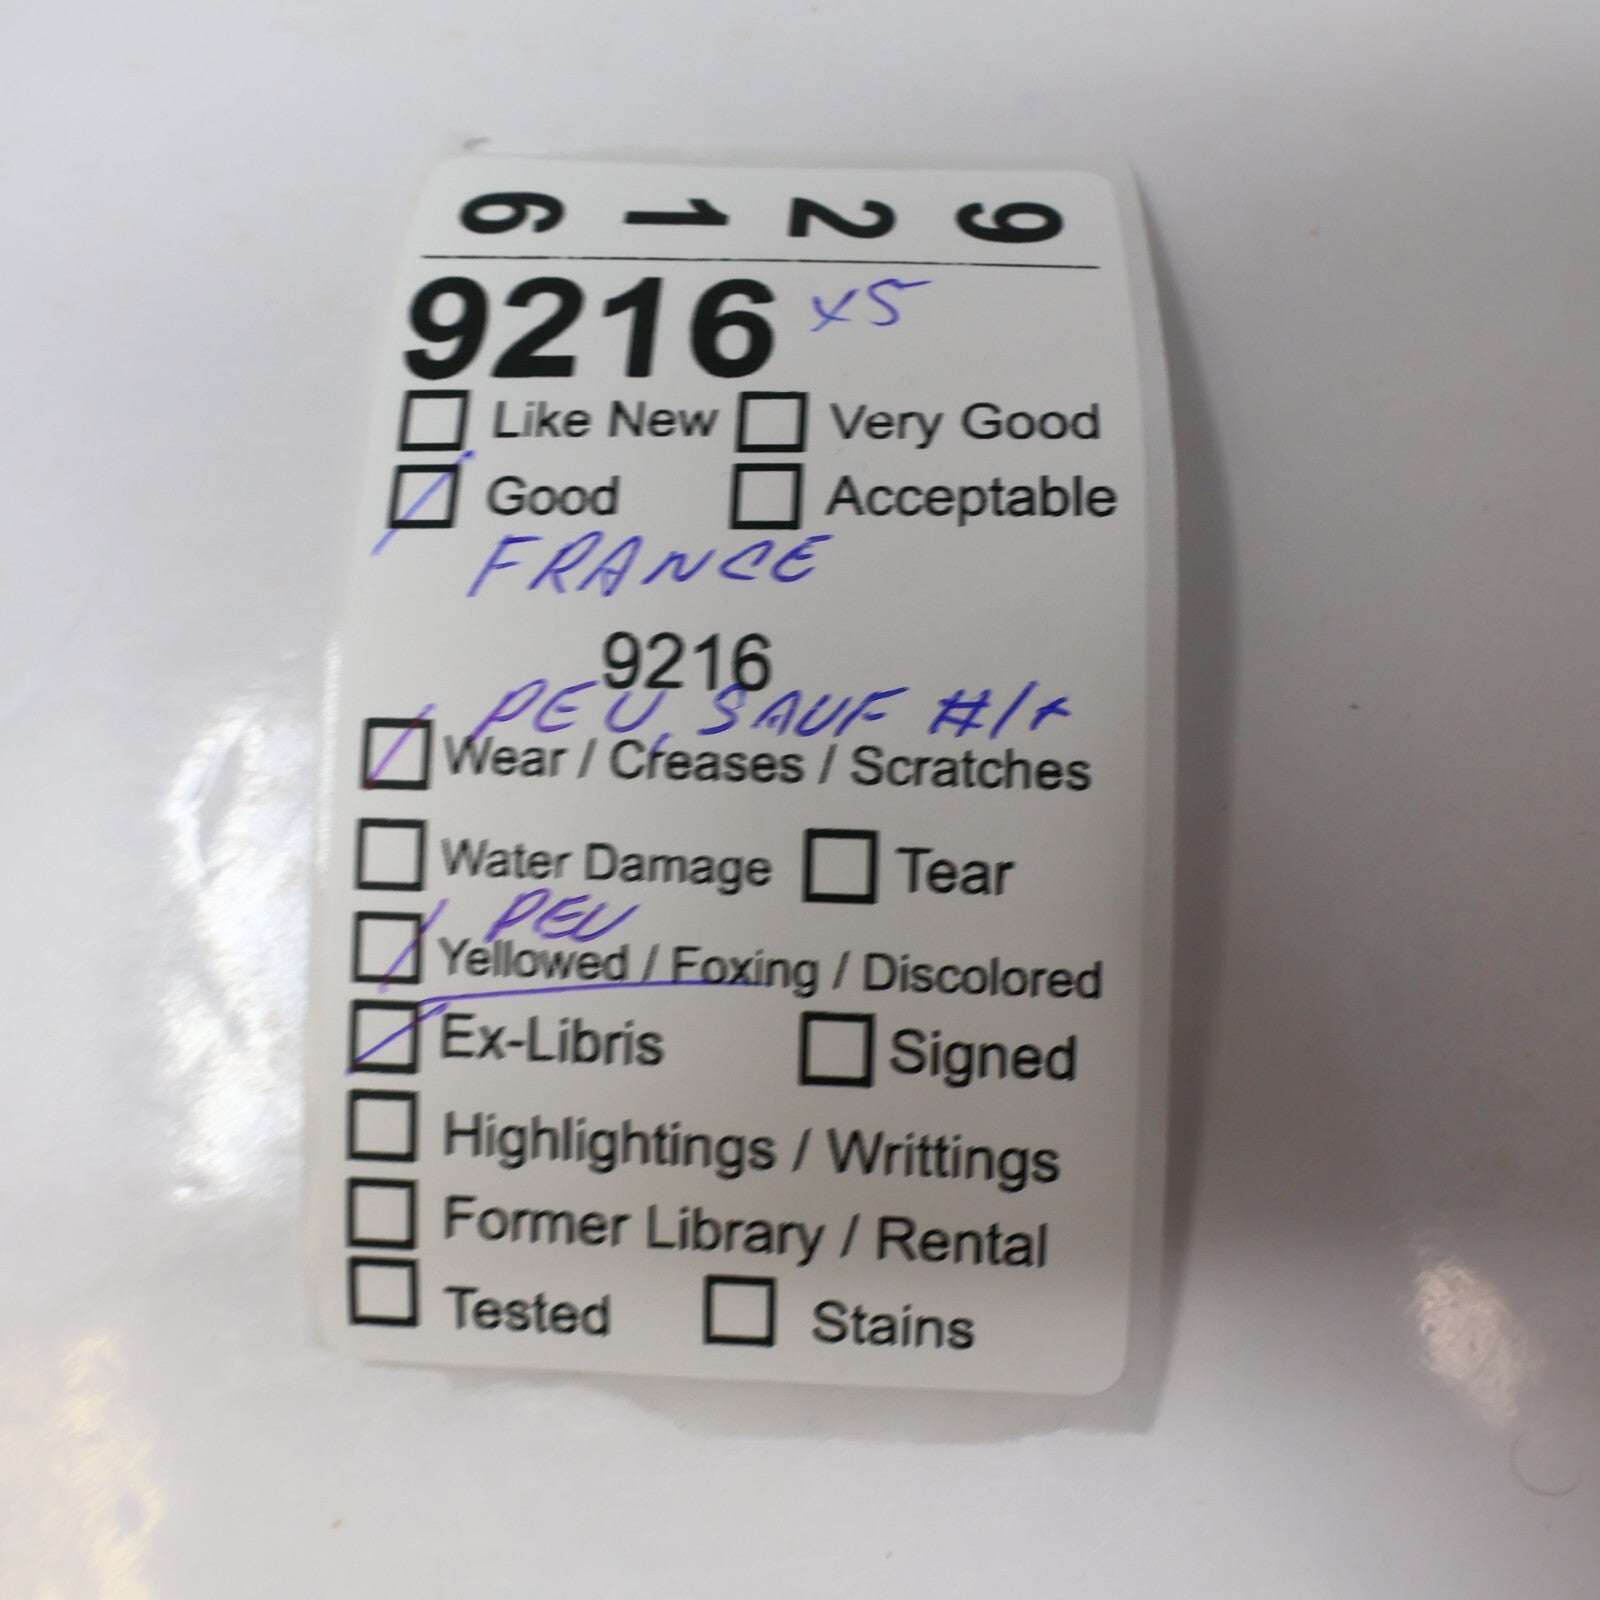 9 2 1 6
9216 x5
Like New Very Good
Good Acceptable
FRANCE
9216
PEU, SAUF #1+
Wear / Creases / Scratches
Water Damage Tear
PEU
Yellowed / Foxing / Discolored
Ex-Libris Signed
Highlightings / Writtings
Former Library / Rental
Tested Stains